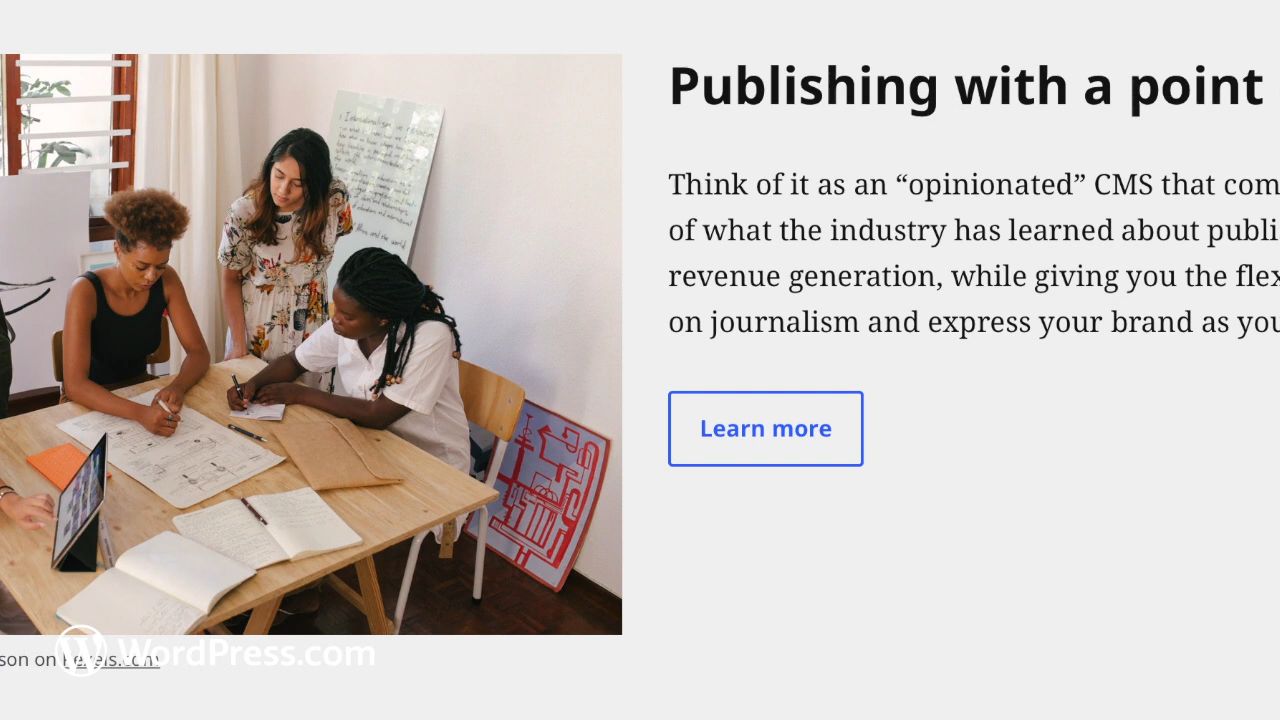 Publishing with a point
Think of it as an “opinionated” CMS that com
of what the industry has learned about publi
revenue generation, while giving you the flex
on journalism and express your brand as you
Learn more
son on Pexels.com
WordPress.com